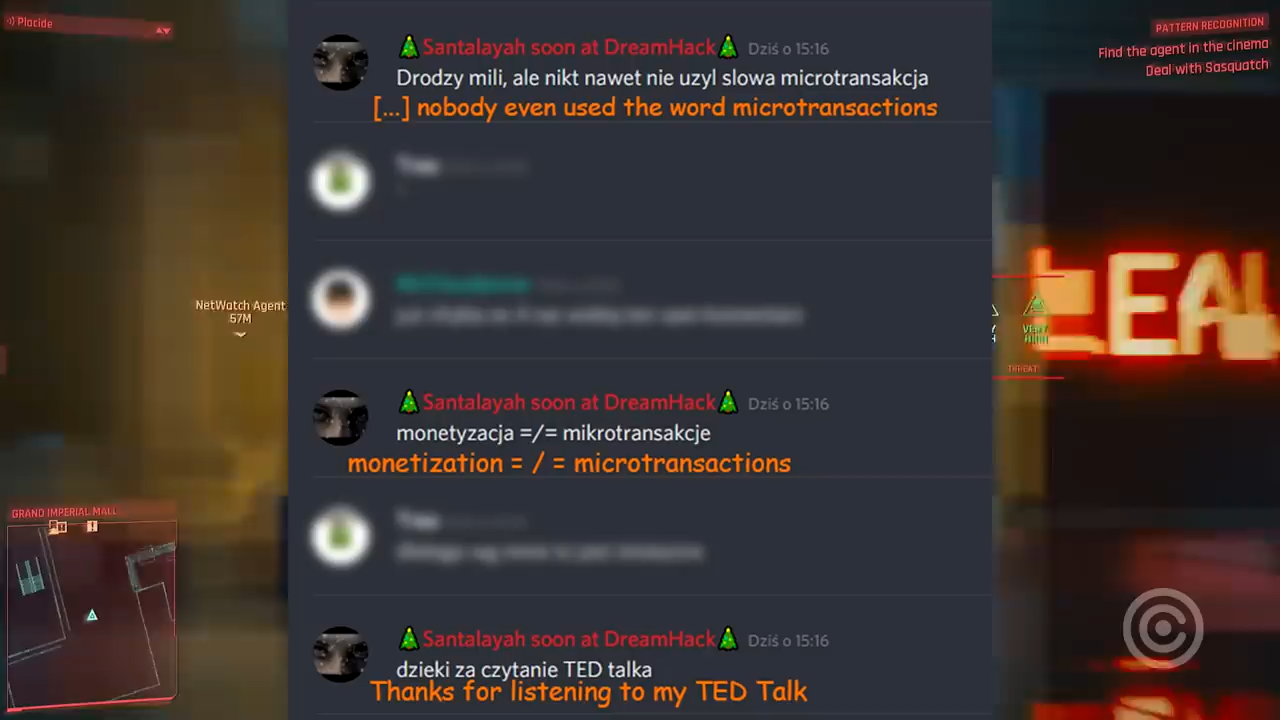 Placide
PATTERN RECOGNITION
Find the agent in the cinema
Deal with Sasquatch
🎄Santalayah soon at DreamHack🎄 Dziś o 15:16
Drodzy mili, ale nikt nawet nie uzyl slowa microtransakcja
[...] nobody even used the word microtransactions
NetWatch Agent
57M
VERY
THREAT
🎄Santalayah soon at DreamHack🎄 Dziś o 15:16
monetyzacja =/= mikrotransakcje
monetization = / = microtransactions
GRAND IMPERIAL MALL
🎄Santalayah soon at DreamHack🎄 Dziś o 15:16
dzieki za czytanie TED talka
Thanks for listening to my TED Talk